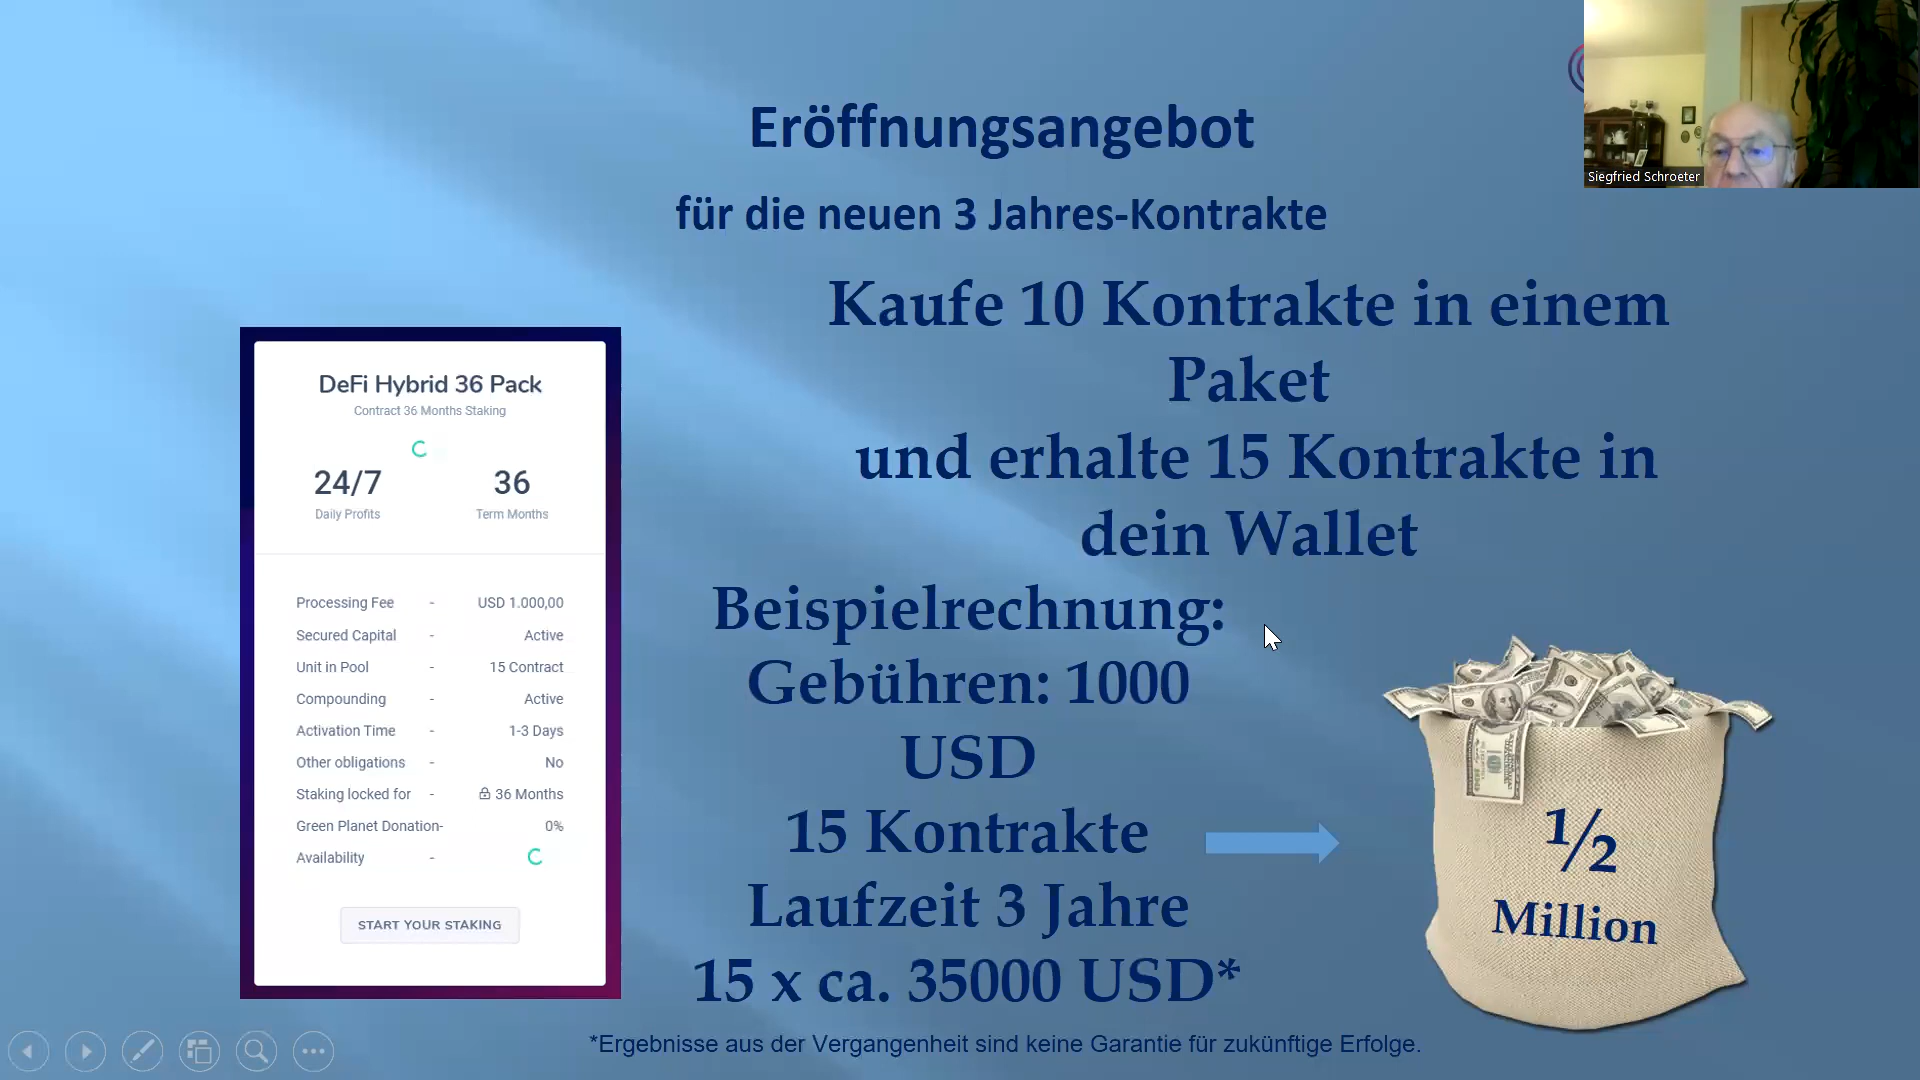 Eröffnungsangebot
für die neuen 3 Jahres-Kontrakte
Siegfried Schroeter
Kaufe 10 Kontrakte in einem
Paket
und erhalte 15 Kontrakte in
dein Wallet
DeFi Hybrid 36 Pack
Contract 36 Months Staking
24/7 36
Daily Profits Term Months
Processing Fee - USD 1.000,00
Secured Capital - Active
Unit in Pool - 15 Contract
Compounding - Active
Activation Time - 1-3 Days
Other obligations - No
Staking locked for - 36 Months
Green Planet Donation- 0%
Availability -
START YOUR STAKING
Beispielrechnung:
Gebühren: 1000
USD
15 Kontrakte
Laufzeit 3 Jahre
15 x ca. 35000 USD*
½
Million
*Ergebnisse aus der Vergangenheit sind keine Garantie für zukünftige Erfolge.